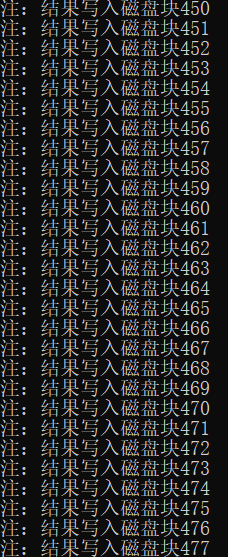 注：结果写入磁盘块450
注：结果写入磁盘块451
注：结果写入磁盘块452
注：结果写入磁盘块453
注：结果写入磁盘块454
注：结果写入磁盘块455
注：结果写入磁盘块456
注：结果写入磁盘块457
注：结果写入磁盘块458
注：结果写入磁盘块459
注：结果写入磁盘块460
注：结果写入磁盘块461
注：结果写入磁盘块462
注：结果写入磁盘块463
注：结果写入磁盘块464
注：结果写入磁盘块465
注：结果写入磁盘块466
注：结果写入磁盘块467
注：结果写入磁盘块468
注：结果写入磁盘块469
注：结果写入磁盘块470
注：结果写入磁盘块471
注：结果写入磁盘块472
注：结果写入磁盘块473
注：结果写入磁盘块474
注：结果写入磁盘块475
注：结果写入磁盘块476
注：结果写入磁盘块477